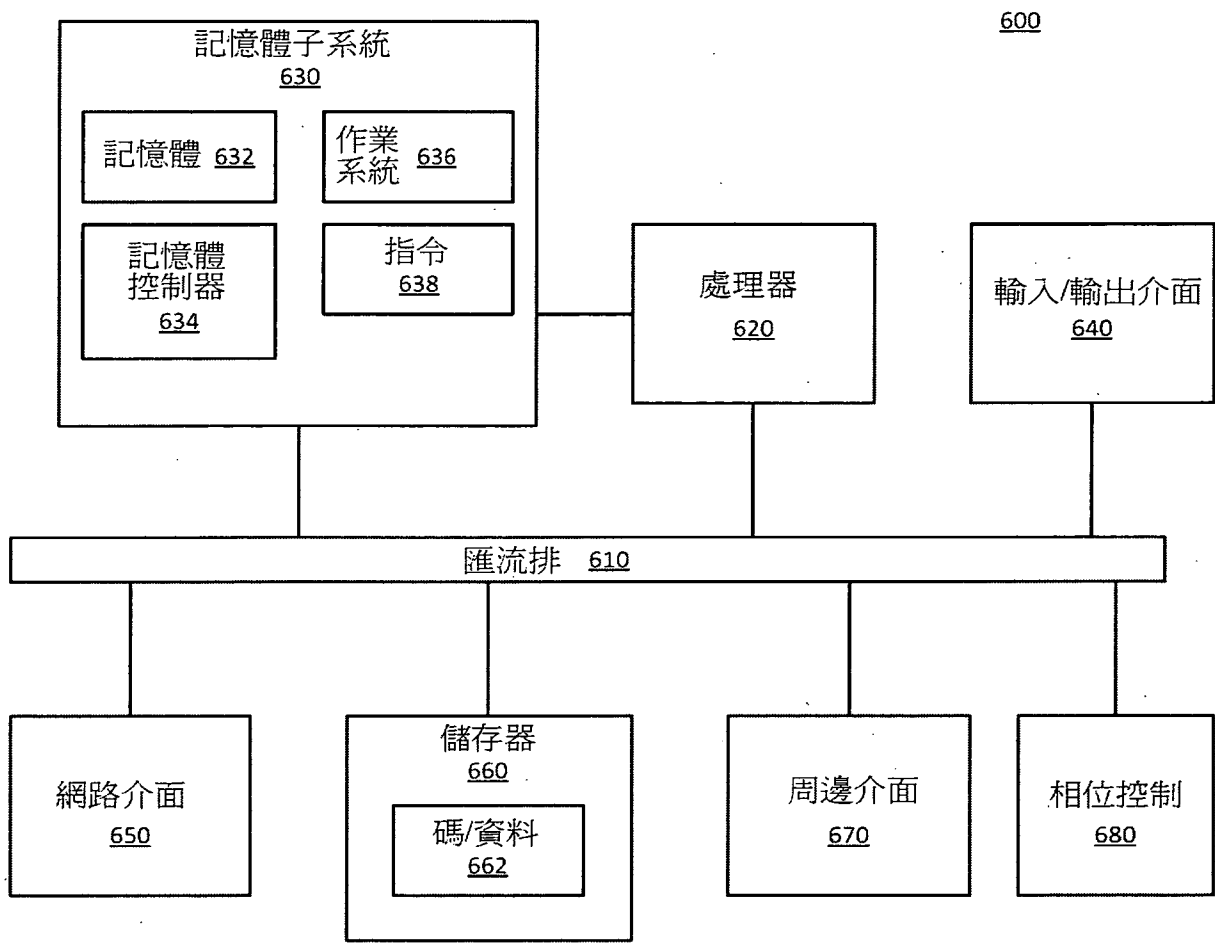 600
記憶體子系統
630
記憶體 632
作業
系統 636
記憶體
控制器
634
指令
638
處理器
620
輸入/輸出介面
640
匯流排 610
網路介面
650
儲存器
660
碼/資料
662
周邊介面
670
相位控制
680